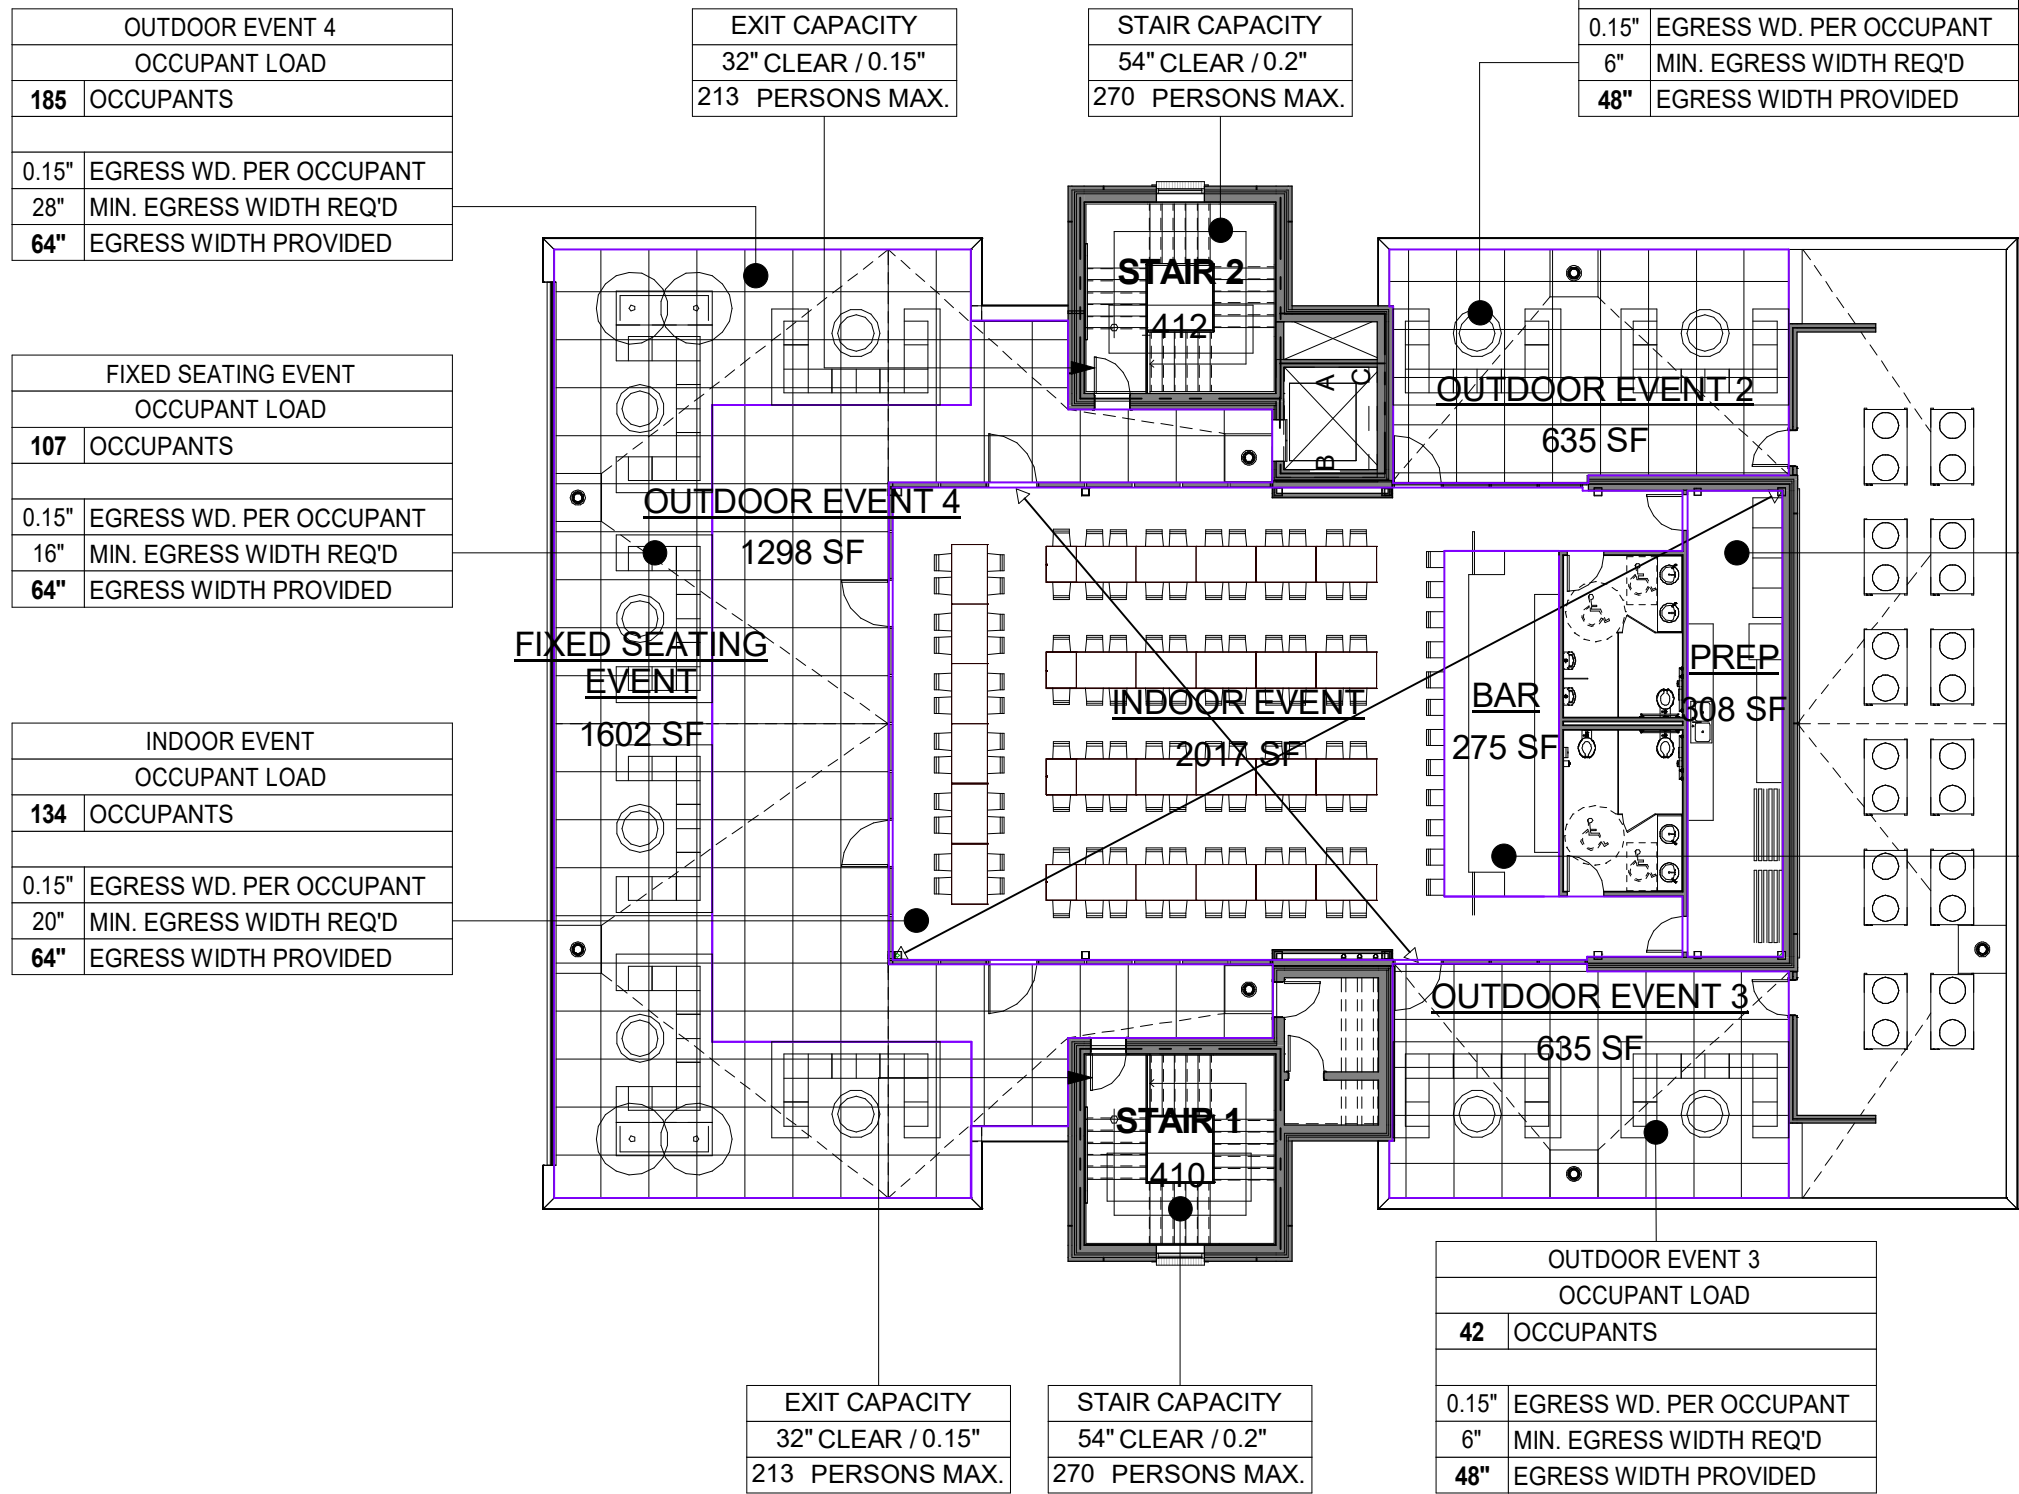 OUTDOOR EVENT 4
OCCUPANT LOAD
185 OCCUPANTS
0.15" EGRESS WD. PER OCCUPANT
28" MIN. EGRESS WIDTH REQ'D
64" EGRESS WIDTH PROVIDED
EXIT CAPACITY
32" CLEAR / 0.15"
213 PERSONS MAX.
STAIR CAPACITY
54" CLEAR / 0.2"
270 PERSONS MAX.
0.15" EGRESS WD. PER OCCUPANT
6" MIN. EGRESS WIDTH REQ'D
48" EGRESS WIDTH PROVIDED
FIXED SEATING EVENT
OCCUPANT LOAD
107 OCCUPANTS
0.15" EGRESS WD. PER OCCUPANT
16" MIN. EGRESS WIDTH REQ'D
64" EGRESS WIDTH PROVIDED
INDOOR EVENT
OCCUPANT LOAD
134 OCCUPANTS
0.15" EGRESS WD. PER OCCUPANT
20" MIN. EGRESS WIDTH REQ'D
64" EGRESS WIDTH PROVIDED
STAIR 2
412
A
C
B
OUTDOOR EVENT 2
635 SF
OUTDOOR EVENT 4
1298 SF
FIXED SEATING
EVENT
1602 SF
INDOOR EVENT
2017 SF
BAR
275 SF
PREP
308 SF
OUTDOOR EVENT 3
635 SF
STAIR 1
410
EXIT CAPACITY
32" CLEAR / 0.15"
213 PERSONS MAX.
STAIR CAPACITY
54" CLEAR / 0.2"
270 PERSONS MAX.
OUTDOOR EVENT 3
OCCUPANT LOAD
42 OCCUPANTS
0.15" EGRESS WD. PER OCCUPANT
6" MIN. EGRESS WIDTH REQ'D
48" EGRESS WIDTH PROVIDED